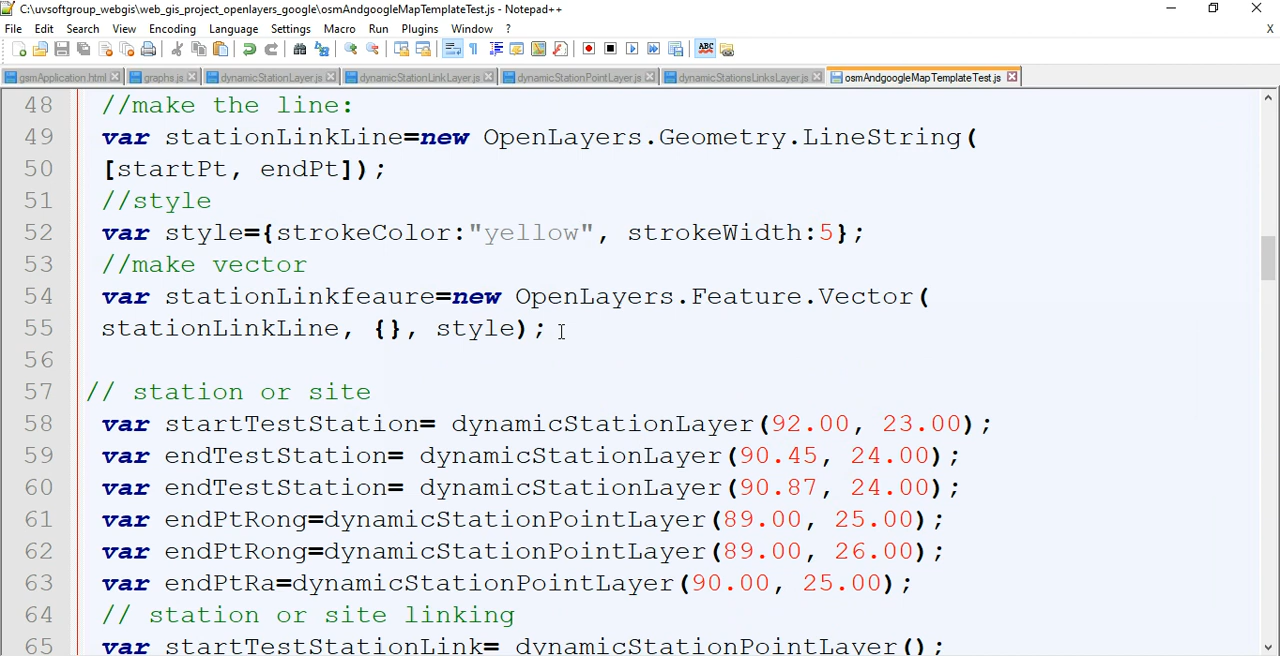 C:\uvsoftgroup_webgis\web_gis_project_openlayers_google\osmAndgoogleMapTemplateTest.js - Notepad++
File Edit Search View Encoding Language Settings Macro Run Plugins Window ? X
gsmApplication.html graphs.js dynamicStationLayer.js dynamicStationLinkLayer.js dynamicStationPointLayer.js dynamicStationsLinksLayer.js osmAndgoogleMapTemplateTest.js
48 //make the line:
49 var stationLinkLine=new OpenLayers.Geometry.LineString(
50 [startPt, endPt]);
51 //style
52 var style={strokeColor:"yellow", strokeWidth:5};
53 //make vector
54 var stationLinkfeaure=new OpenLayers.Feature.Vector(
55 stationLinkLine, {}, style);
56
57 // station or site
58 var startTestStation= dynamicStationLayer(92.00, 23.00);
59 var endTestStation= dynamicStationLayer(90.45, 24.00);
60 var endTestStation= dynamicStationLayer(90.87, 24.00);
61 var endPtRong=dynamicStationPointLayer(89.00, 25.00);
62 var endPtRong=dynamicStationPointLayer(89.00, 26.00);
63 var endPtRa=dynamicStationPointLayer(90.00, 25.00);
64 // station or site linking
65 var startTestStationLink= dynamicStationPointLayer();